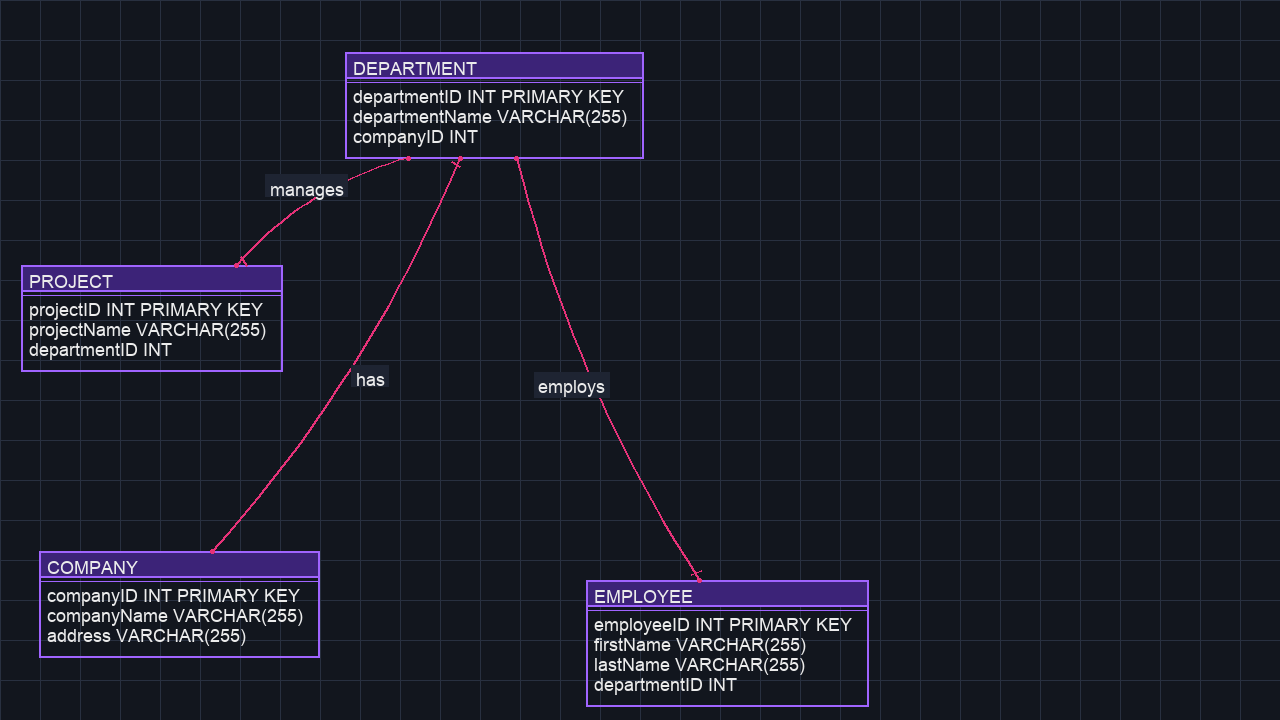 DEPARTMENT
departmentID INT PRIMARY KEY
departmentName VARCHAR(255)
companyID INT
manages
PROJECT
projectID INT PRIMARY KEY
projectName VARCHAR(255)
departmentID INT
has
employs
COMPANY
companyID INT PRIMARY KEY
companyName VARCHAR(255)
address VARCHAR(255)
EMPLOYEE
employeeID INT PRIMARY KEY
firstName VARCHAR(255)
lastName VARCHAR(255)
departmentID INT